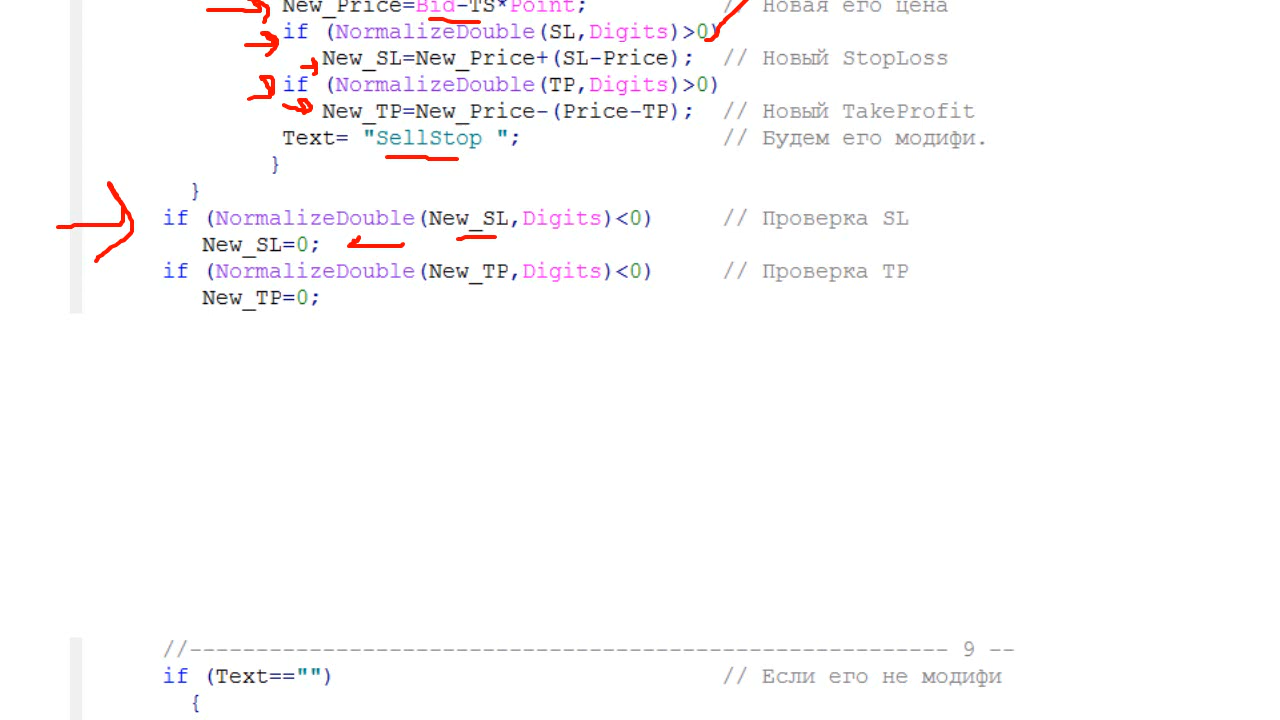 New_Price=Bid-TS*Point; // Новая его цена
if (NormalizeDouble(SL,Digits)>0)
New_SL=New_Price+(SL-Price); // Новый StopLoss
if (NormalizeDouble(TP,Digits)>0)
New_TP=New_Price-(Price-TP); // Новый TakeProfit
Text= "SellStop "; // Будем его модифи.
}
}
if (NormalizeDouble(New_SL,Digits)<0) // Проверка SL
New_SL=0;
if (NormalizeDouble(New_TP,Digits)<0) // Проверка TP
New_TP=0;
//--------------------------------------------------------- 9 --
if (Text=="") // Если его не модифи
{